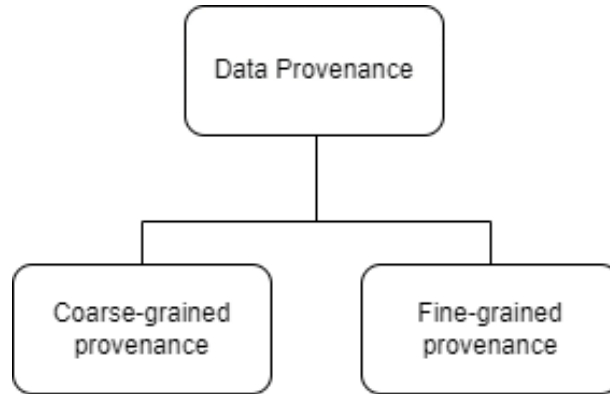 Data Provenance
Coarse-grained
provenance
Fine-grained
provenance